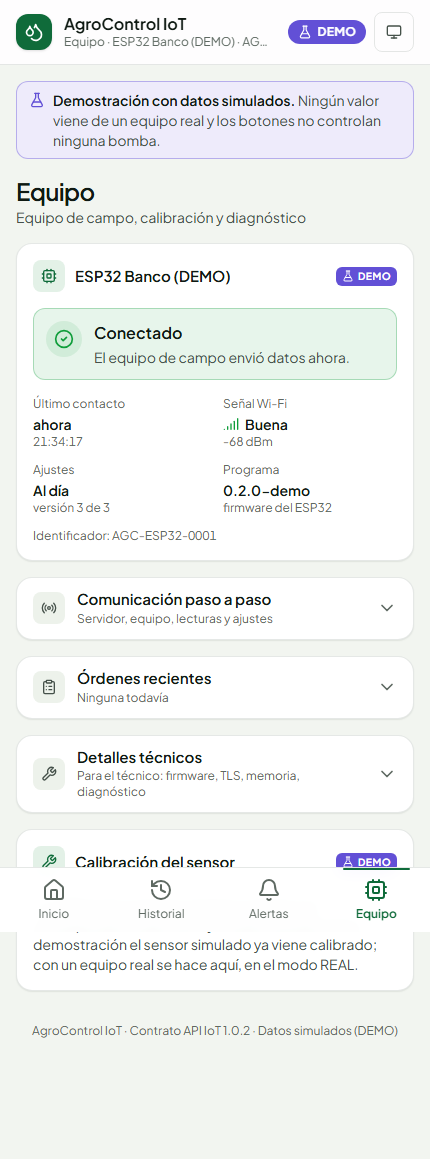 AgroControl IoT
Equipo · ESP32 Banco (DEMO) · AG...
DEMO
Demostración con datos simulados. Ningún valor
viene de un equipo real y los botones no controlan
ninguna bomba.
Equipo
Equipo de campo, calibración y diagnóstico
ESP32 Banco (DEMO)
DEMO
Conectado
El equipo de campo envió datos ahora.
Último contacto
ahora
21:34:17
Señal Wi-Fi
Buena
-68 dBm
Ajustes
Al día
versión 3 de 3
Programa
0.2.0-demo
firmware del ESP32
Identificador: AGC-ESP32-0001
Comunicación paso a paso
Servidor, equipo, lecturas y ajustes
Órdenes recientes
Ninguna todavía
Detalles técnicos
Para el técnico: firmware, TLS, memoria,
diagnóstico
Calibración del sensor
DEMO
Inicio
Historial
Alertas
Equipo
demostración el sensor simulado ya viene calibrado;
con un equipo real se hace aquí, en el modo REAL.
AgroControl IoT · Contrato API IoT 1.0.2 · Datos simulados (DEMO)